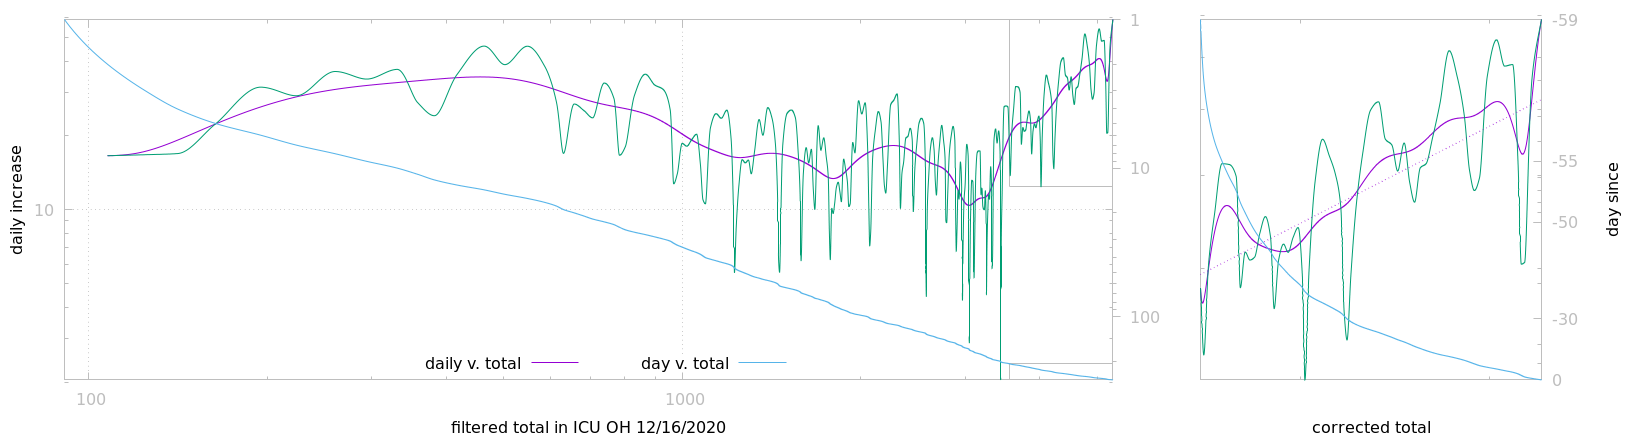 1
-59
daily increase
10
10
-55
-50
day since
100
-30
daily v. total
day v. total
0
100
1000
filtered total in ICU OH 12/16/2020
corrected total